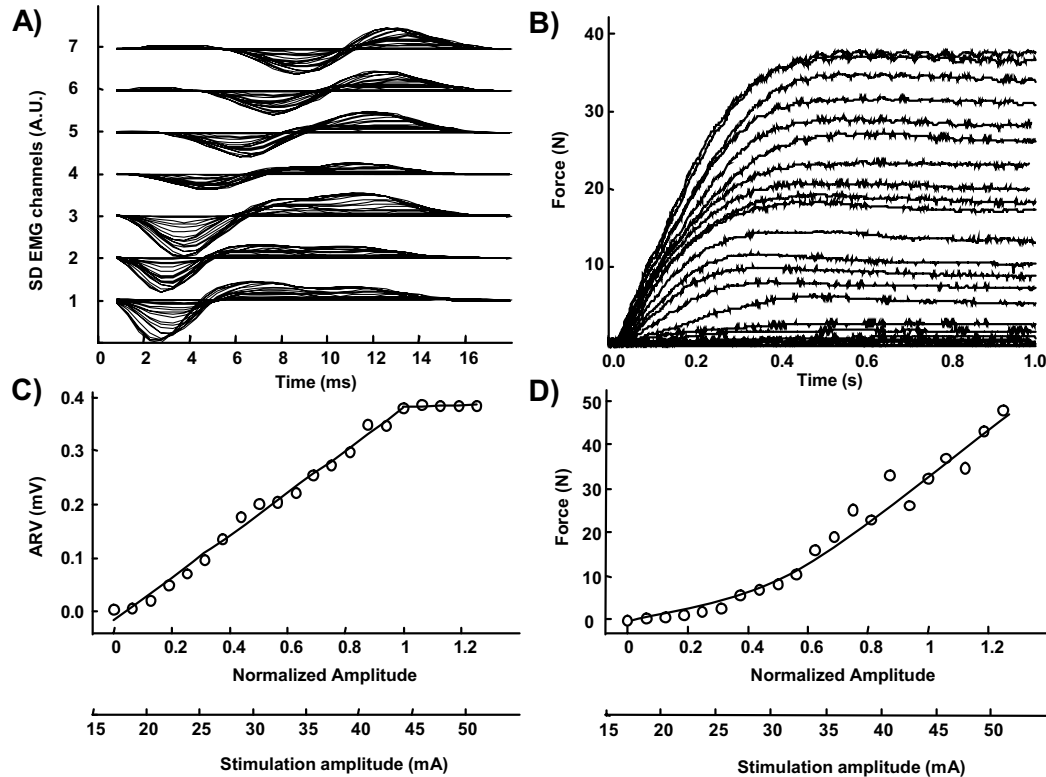 A)
SD EMG channels (A.U.)
7
6
5
4
3
2
1
0 2 4 6 8 10 12 14 16
Time (ms)
B)
Force (N)
40
30
20
10
0
0.0 0.2 0.4 0.6 0.8 1.0
Time (s)
C)
ARV (mV)
0.4
0.3
0.2
0.1
0.0
0 0.2 0.4 0.6 0.8 1 1.2
Normalized Amplitude
15 20 25 30 35 40 45 50
Stimulation amplitude (mA)
D)
Force (N)
50
40
30
20
10
0
0 0.2 0.4 0.6 0.8 1 1.2
Normalized Amplitude
15 20 25 30 35 40 45 50
Stimulation amplitude (mA)